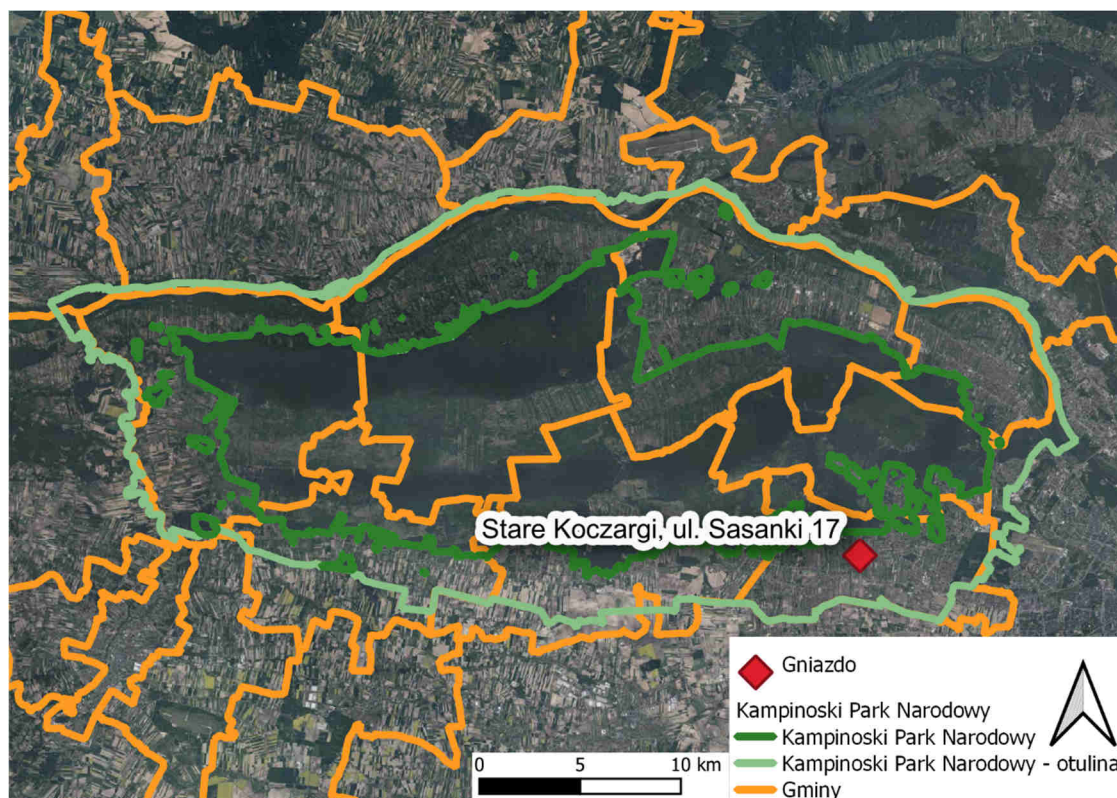 Stare Koczargi, ul. Sasanki 17
Gniazdo
Kampinoski Park Narodowy
Kampinoski Park Narodowy
Kampinoski Park Narodowy - otulina
Gminy
0 5 10 km